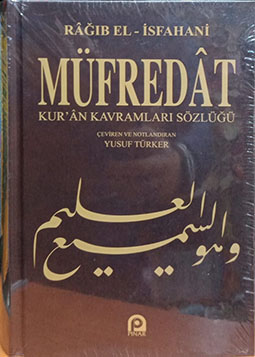 RÂĞIB EL - İSFAHANİ
MÜFREDÂT
KUR'ÂN KAVRAMLARI SÖZLÜĞÜ
ÇEVİREN VE NOTLANDIRAN
YUSUF TÜRKER
وهو السميع العليم
PINAR